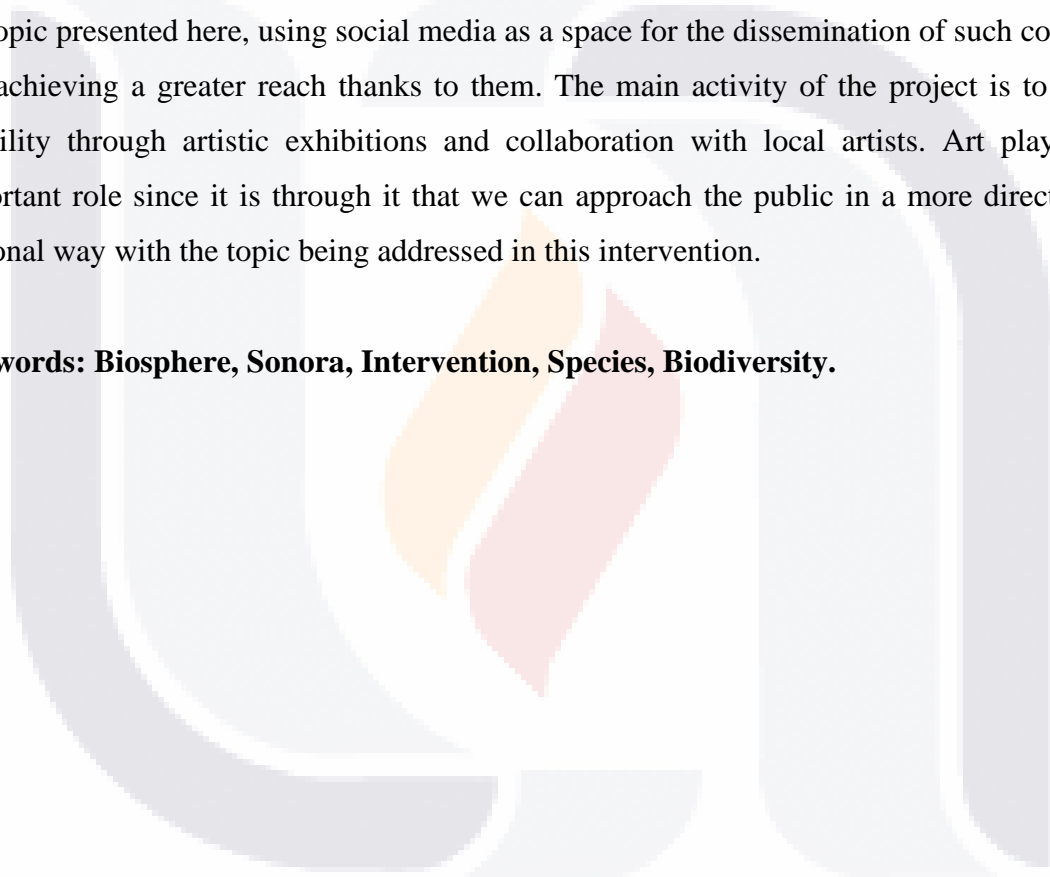 opic presented here, using social media as a space for the dissemination of such co
achieving a greater reach thanks to them. The main activity of the project is to
ility through artistic exhibitions and collaboration with local artists. Art play
ortant role since it is through it that we can approach the public in a more direct
onal way with the topic being addressed in this intervention.
words: Biosphere, Sonora, Intervention, Species, Biodiversity.